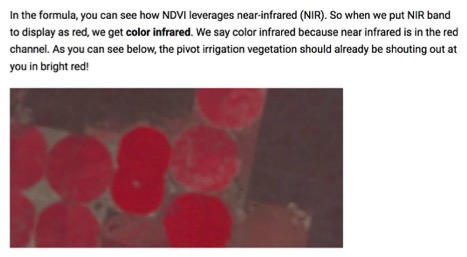 In the formula, you can see how NDVI leverages near-infrared (NIR). So when we put NIR band
to display as red, we get color infrared. We say color infrared because near infrared is in the red
channel. As you can see below, the pivot irrigation vegetation should already be shouting out at
you in bright red!